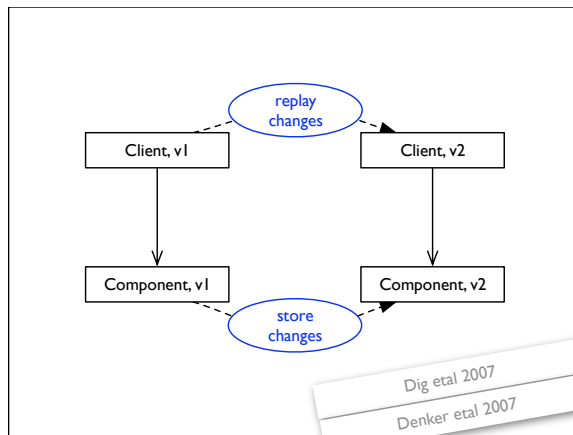 replay
changes
Client, v1
Client, v2
Component, v1
Component, v2
store
changes
Dig etal 2007
Denker etal 2007